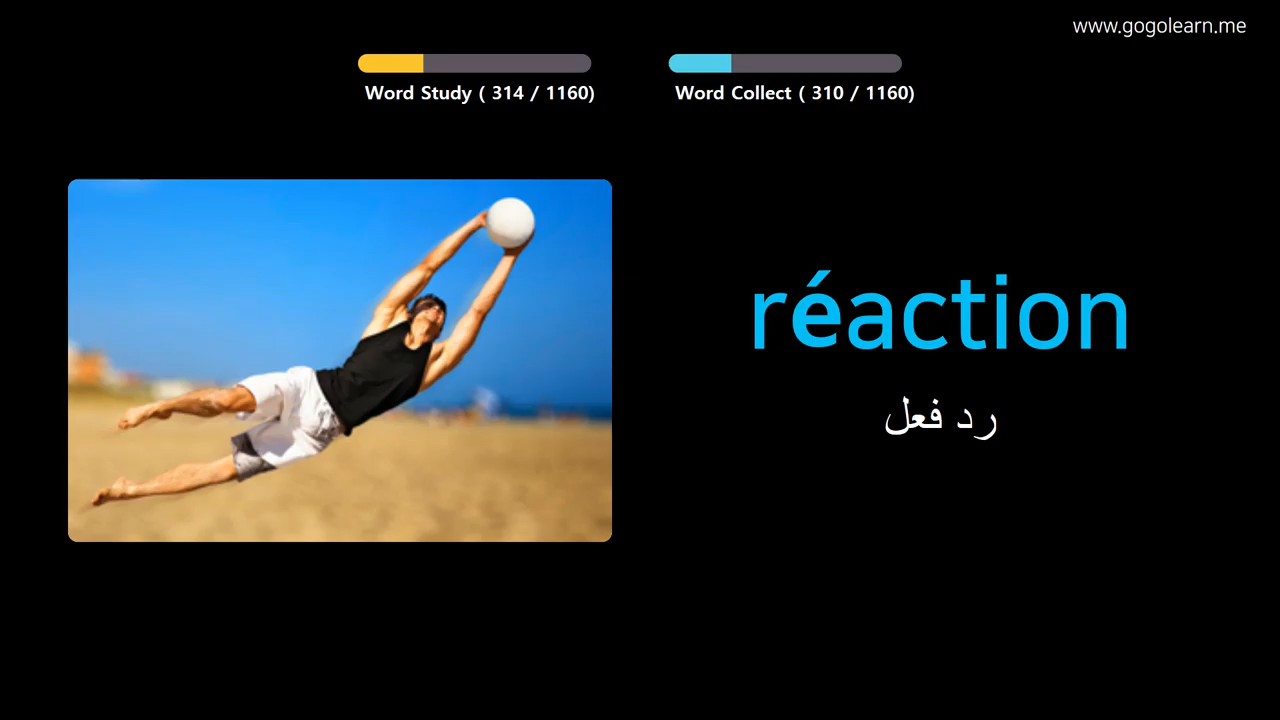 www.gogolearn.me
Word Study ( 314 / 1160)
Word Collect ( 310 / 1160)
réaction
رد فعل